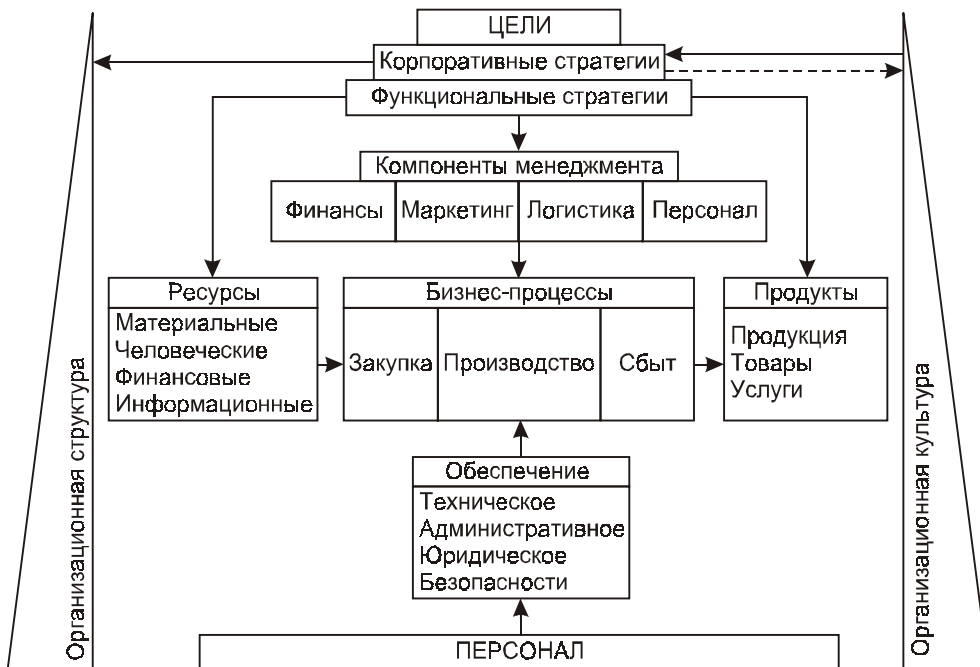 ЦЕЛИ
Корпоративные стратегии
Функциональные стратегии
Компоненты менеджмента
Финансы
Маркетинг
Логистика
Персонал
Ресурсы
Материальные
Человеческие
Финансовые
Информационные
Бизнес-процессы
Закупка
Производство
Сбыт
Продукты
Продукция
Товары
Услуги
Обеспечение
Техническое
Административное
Юридическое
Безопасности
ПЕРСОНАЛ
Организационная структура
Организационная культура